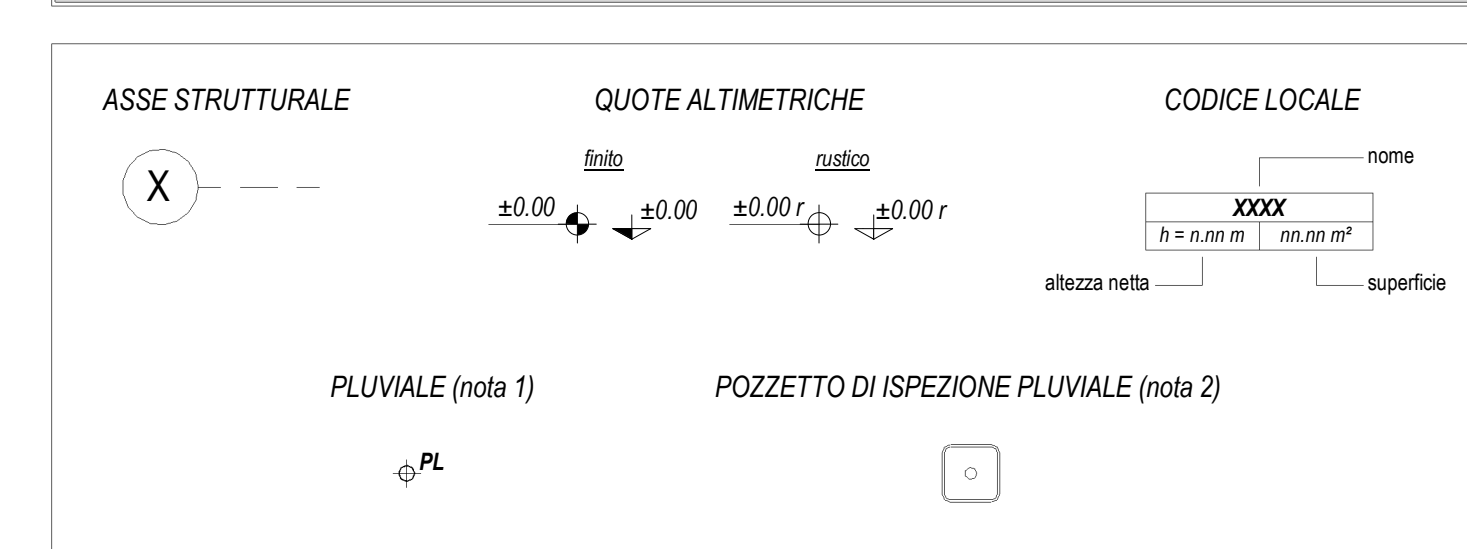 ASSE STRUTTURALE
QUOTE ALTIMETRICHE
CODICE LOCALE
X
finito
rustico
±0.00
±0.00
±0.00 r
±0.00 r
nome
XXXX
h = n.nn m
nn.nn m²
altezza netta
superficie
PLUVIALE (nota 1)
POZZETTO DI ISPEZIONE PLUVIALE (nota 2)
PL